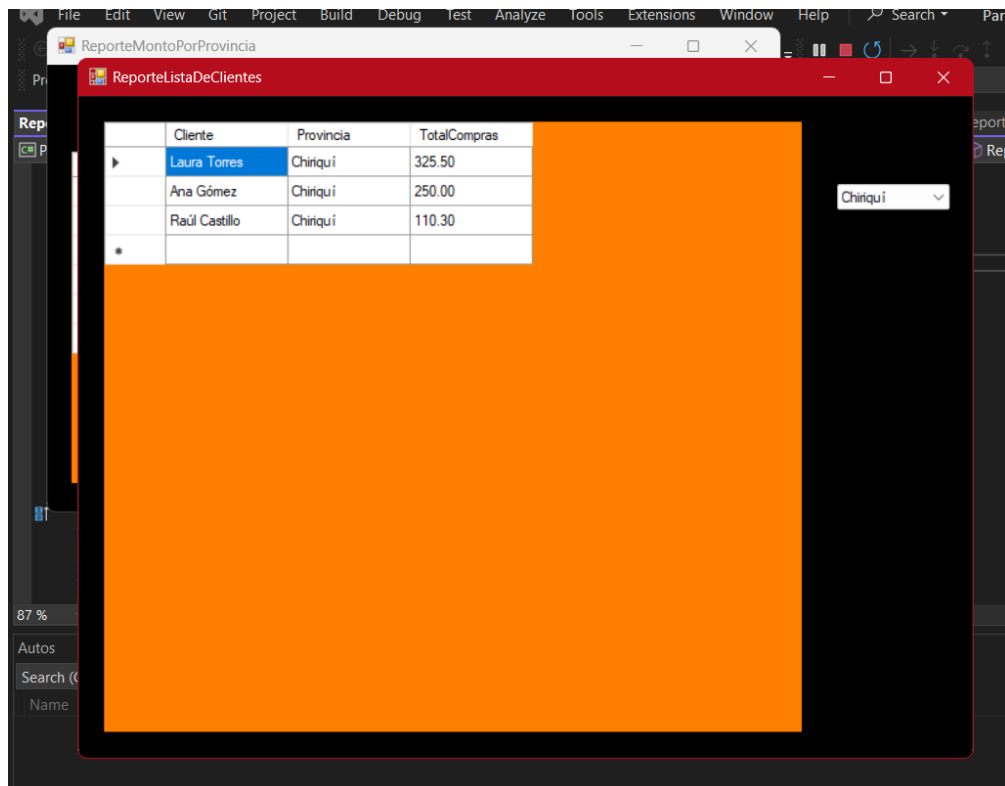 File Edit View Git Project Build Debug Test Analyze Tools Extensions Window Help Search
ReporteMontoPorProvincia
ReporteListaDeClientes
Cliente Provincia TotalCompras
Laura Torres Chiriquí 325.50
Ana Gómez Chiriquí 250.00
Raúl Castillo Chiriquí 110.30
Chiriquí
87 %
Autos
Name